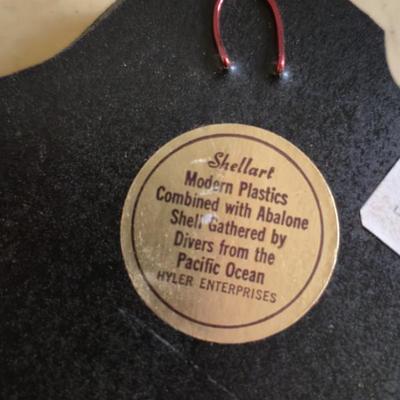 Shellart
Modern Plastics
Combined with Abalone
Shell Gathered by
Divers from the
Pacific Ocean
HYLER ENTERPRISES